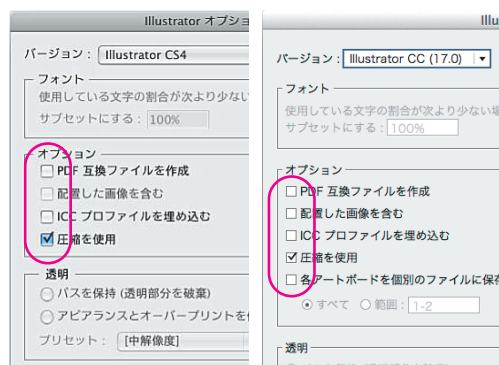 Illustrator オプショ
バージョン： Illustrator CS4
フォント
使用している文字の割合が次より少ない
サブセットにする： 100%
オプション
PDF 互換ファイルを作成
配置した画像を含む
ICC プロファイルを埋め込む
圧縮を使用
透明
パスを保持 (透明部分を破棄)
アピアランスとオーバープリントを
プリセット： [中解像度]
Illu
バージョン： Illustrator CC (17.0)
フォント
使用している文字の割合が次より少ない場
サブセットにする： 100%
オプション
PDF 互換ファイルを作成
配置した画像を含む
ICC プロファイルを埋め込む
圧縮を使用
各アートボードを個別のファイルに保存
すべて 範囲： 1-2
透明